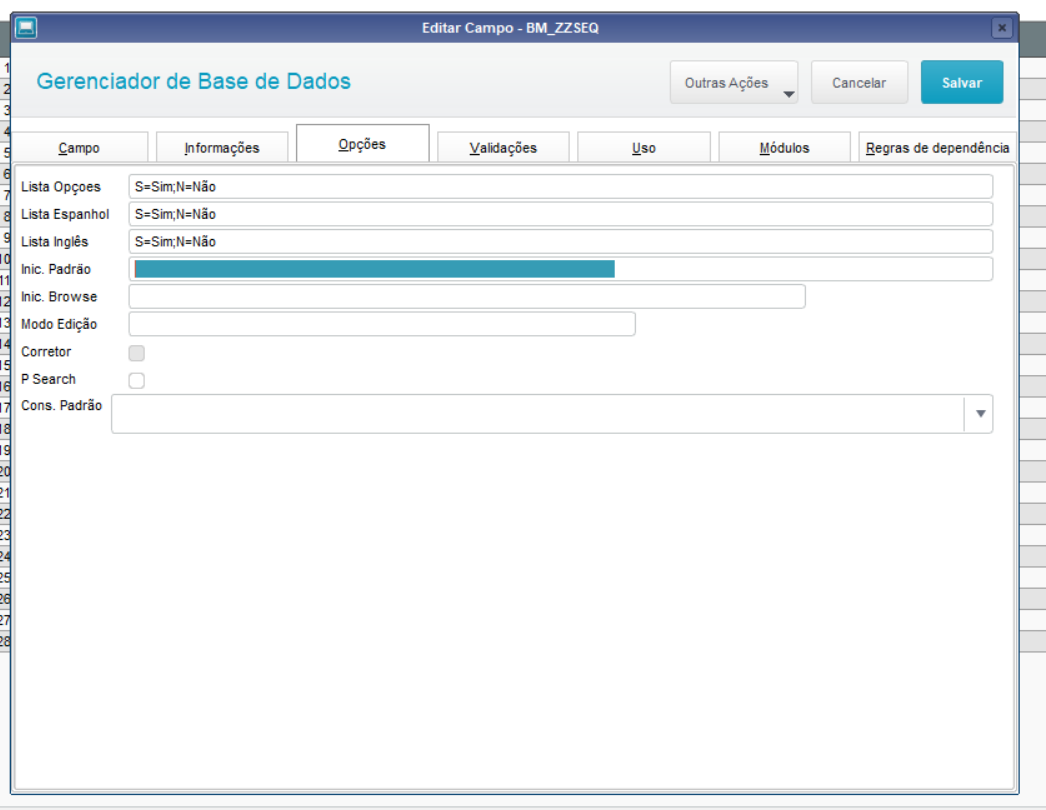 Editar Campo - BM_ZZSEQ
x
Gerenciador de Base de Dados
Outras Ações
Cancelar
Salvar
Campo
Informações
Opções
Validações
Uso
Módulos
Regras de dependência
Lista Opçoes S=Sim;N=Não
Lista Espanhol S=Sim;N=Não
Lista Inglês S=Sim;N=Não
Inic. Padrão
Inic. Browse
Modo Edição
Corretor
P Search
Cons. Padrão
1
2
3
4
5
6
7
8
9
10
11
12
13
14
15
16
17
18
19
20
21
22
23
24
25
26
27
28